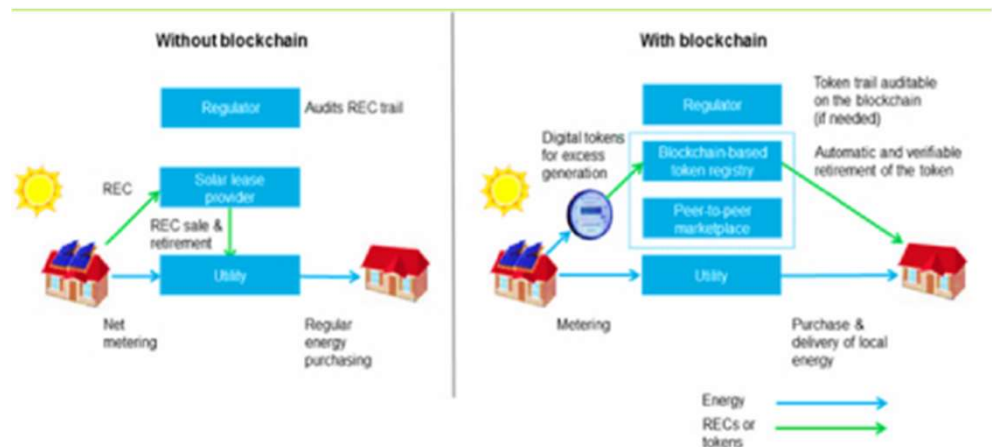 Without blockchain
Regulator
Audits REC trail
REC
Solar lease
provider
REC sale &
retirement
Utility
Net
metering
Regular
energy
purchasing
With blockchain
Regulator
Token trail auditable
on the blockchain
(if needed)
Digital tokens
for excess
generation
Blockchain-based
token registry
Automatic and verifiable
retirement of the token
Peer-to-peer
marketplace
Utility
Metering
Purchase &
delivery of local
energy
Energy
RECs or
tokens